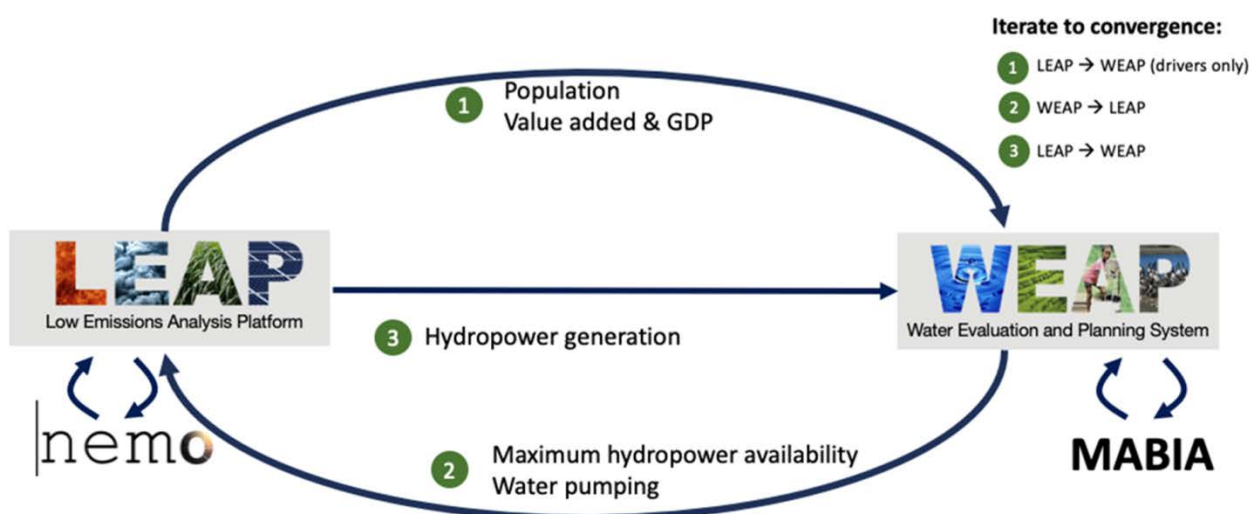 Iterate to convergence:
1 LEAP → WEAP (drivers only)
2 WEAP → LEAP
3 LEAP → WEAP
1 Population
Value added & GDP
LEAP
Low Emissions Analysis Platform
WEAP
Water Evaluation and Planning System
3 Hydropower generation
nemo
MABIA
2 Maximum hydropower availability
Water pumping